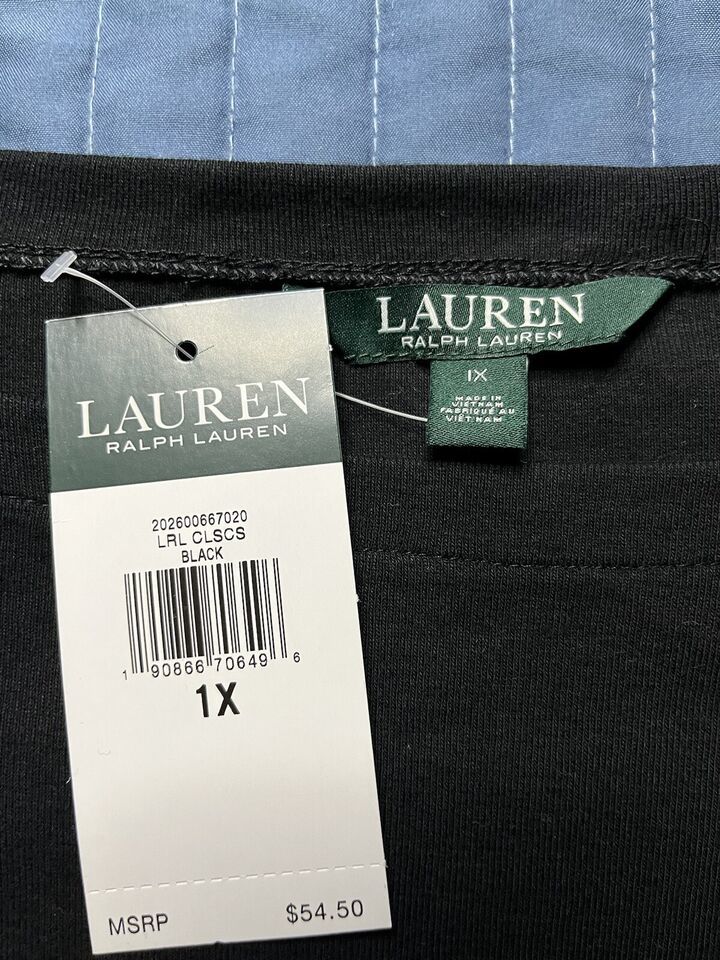 LAUREN
RALPH LAUREN
1X
MADE IN
VIETNAM
FABRIQUÉ AU
VIÊT NAM
LAUREN
RALPH LAUREN
202600667020
LRL CLSCS
BLACK
1 90866 70649 6
1X
MSRP $54.50